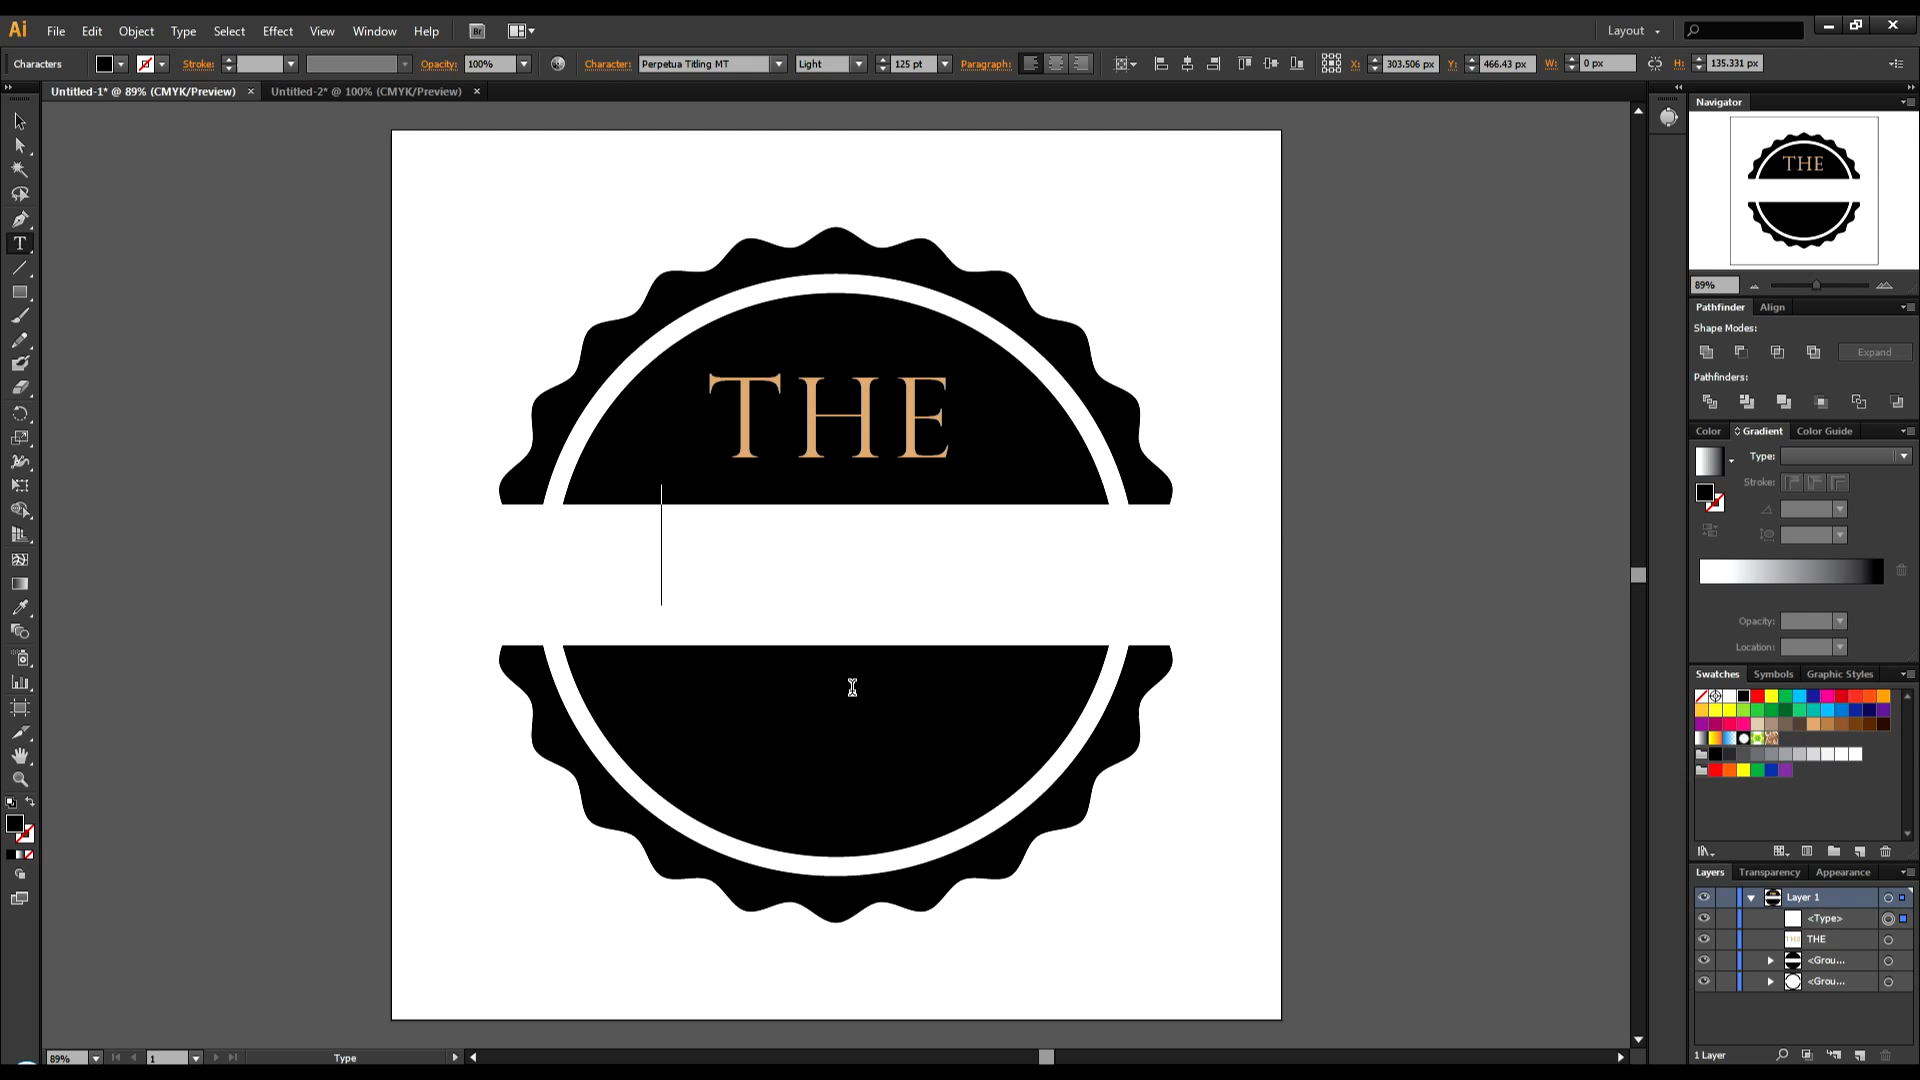 Ai File Edit Object Type Select Effect View Window Help Br Layout
Characters Stroke: Opacity: 100% Character: Perpetua Titling MT Light 125 pt Paragraph: X: 303.506 px Y: 466.43 px W: 0 px H: 135.331 px
Untitled-1* @ 89% (CMYK/Preview) × Untitled-2* @ 100% (CMYK/Preview) ×
Navigator
THE
89%
Pathfinder Align
Shape Modes:
Expand
Pathfinders:
THE
Color Gradient Color Guide
Type:
Stroke:
Opacity:
Location:
Swatches Symbols Graphic Styles
Layers Transparency Appearance
Layer 1
<Type>
THE
<Grou...
<Grou...
1 Layer
89% 1 Type